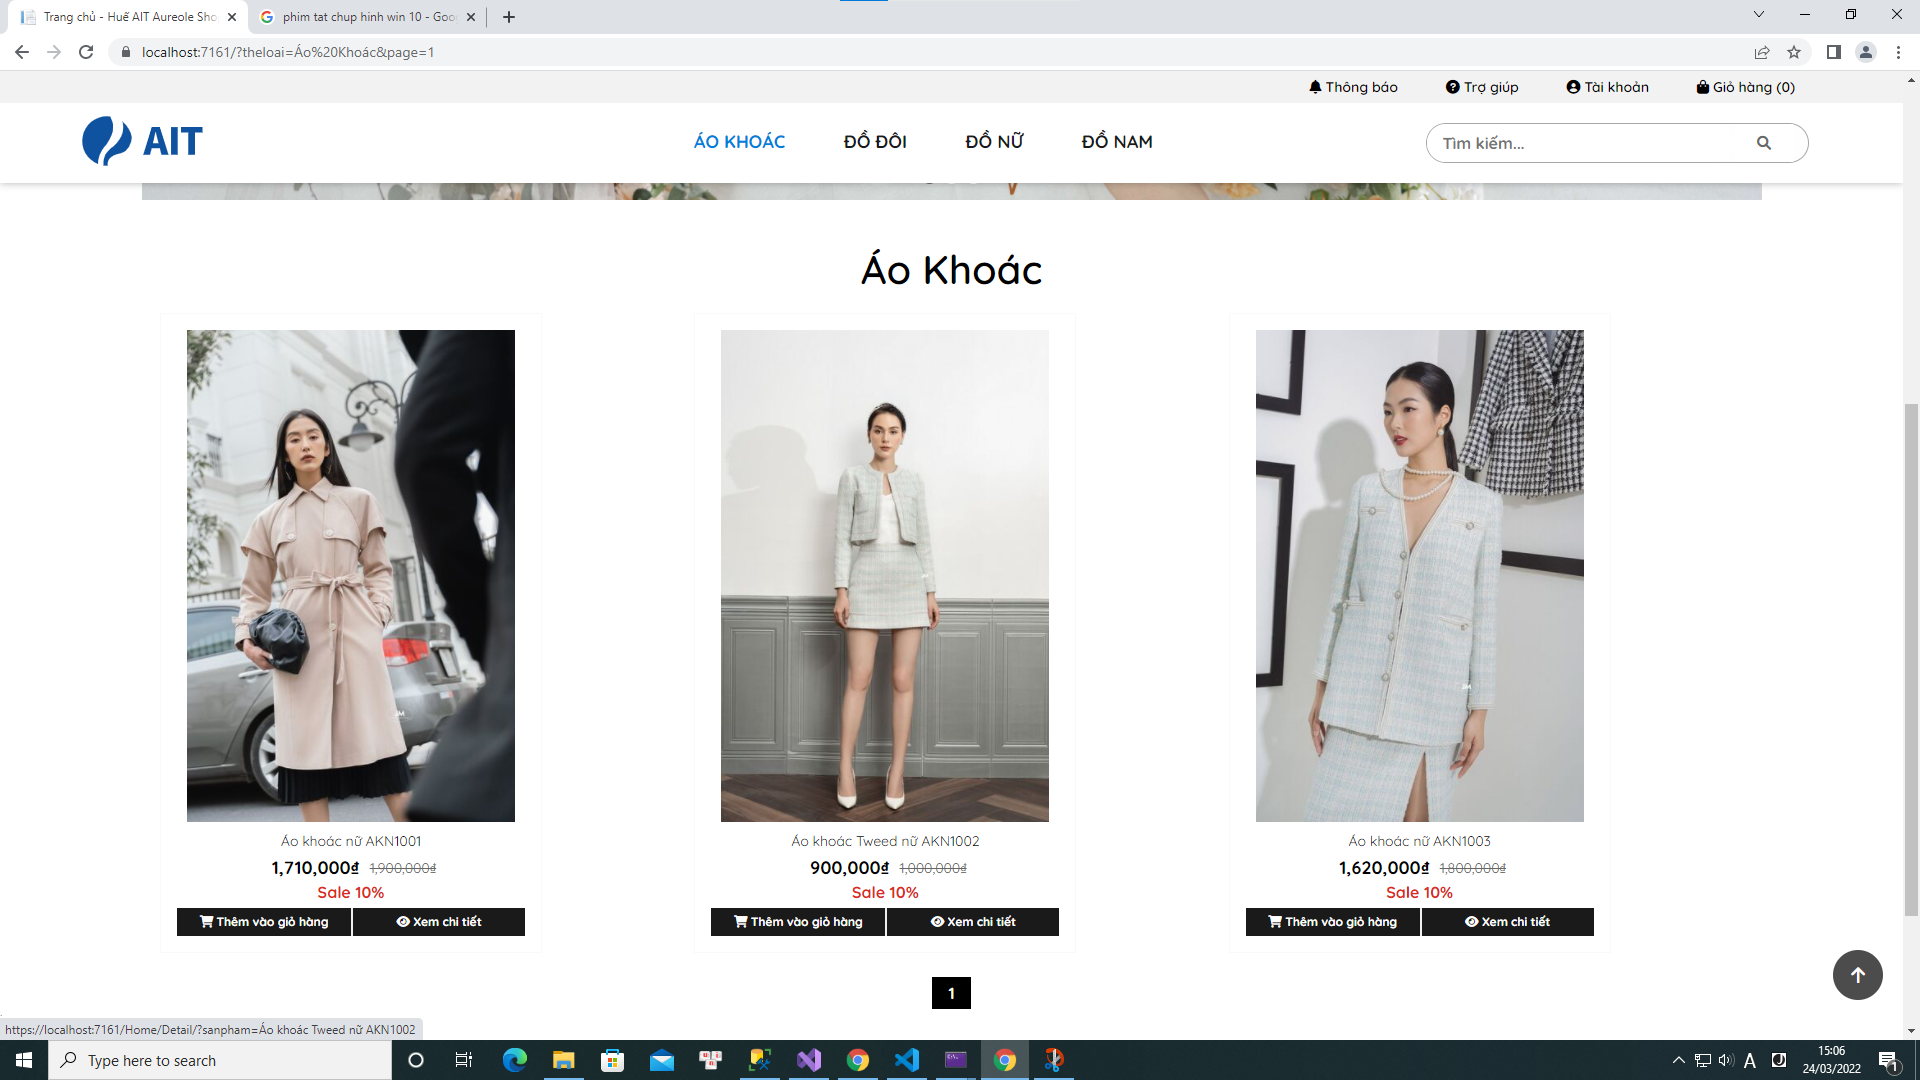 Trang chủ - Huế AIT Aureole Sho
phim tat chup hinh win 10 - Goo
localhost:7161/?theloai=Áo%20Khoác&page=1
Thông báo
Trợ giúp
Tài khoản
Giỏ hàng (0)
AIT
ÁO KHOÁC
ĐỒ ĐÔI
ĐỒ NỮ
ĐỒ NAM
Tìm kiếm...
Áo Khoác
Áo khoác nữ AKN1001
1,710,000₫ 1,900,000₫
Sale 10%
Thêm vào giỏ hàng
Xem chi tiết
Áo khoác Tweed nữ AKN1002
900,000₫ 1,000,000₫
Sale 10%
Thêm vào giỏ hàng
Xem chi tiết
Áo khoác nữ AKN1003
1,620,000₫ 1,800,000₫
Sale 10%
Thêm vào giỏ hàng
Xem chi tiết
1
https://localhost:7161/Home/Detail/?sanpham=Áo khoác Tweed nữ AKN1002
Type here to search
A
15:06
24/03/2022
1